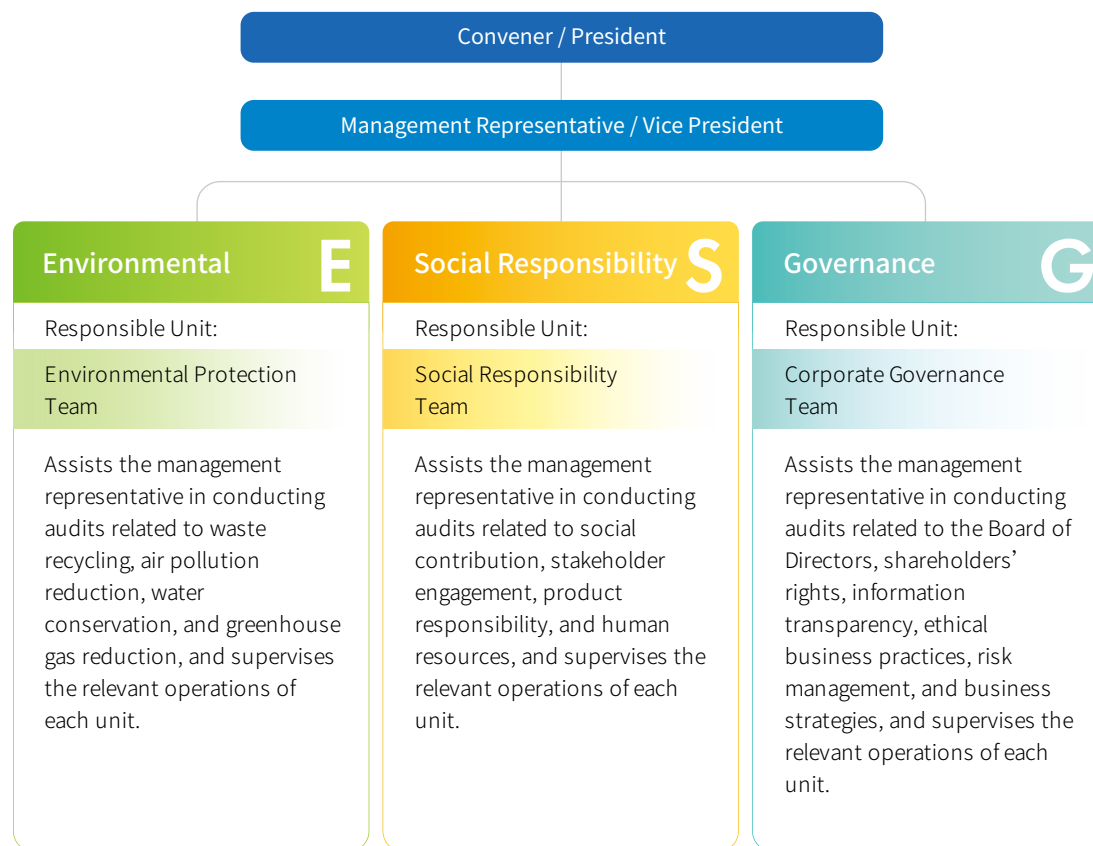 Convener / President
Management Representative / Vice President
Environmental E
Responsible Unit:
Environmental Protection
Team
Assists the management
representative in conducting
audits related to waste
recycling, air pollution
reduction, water
conservation, and greenhouse
gas reduction, and supervises
the relevant operations of
each unit.
Social Responsibility S
Responsible Unit:
Social Responsibility
Team
Assists the management
representative in conducting
audits related to social
contribution, stakeholder
engagement, product
responsibility, and human
resources, and supervises the
relevant operations of each
unit.
Governance G
Responsible Unit:
Corporate Governance
Team
Assists the management
representative in conducting
audits related to the Board of
Directors, shareholders’
rights, information
transparency, ethical
business practices, risk
management, and business
strategies, and supervises the
relevant operations of each
unit.